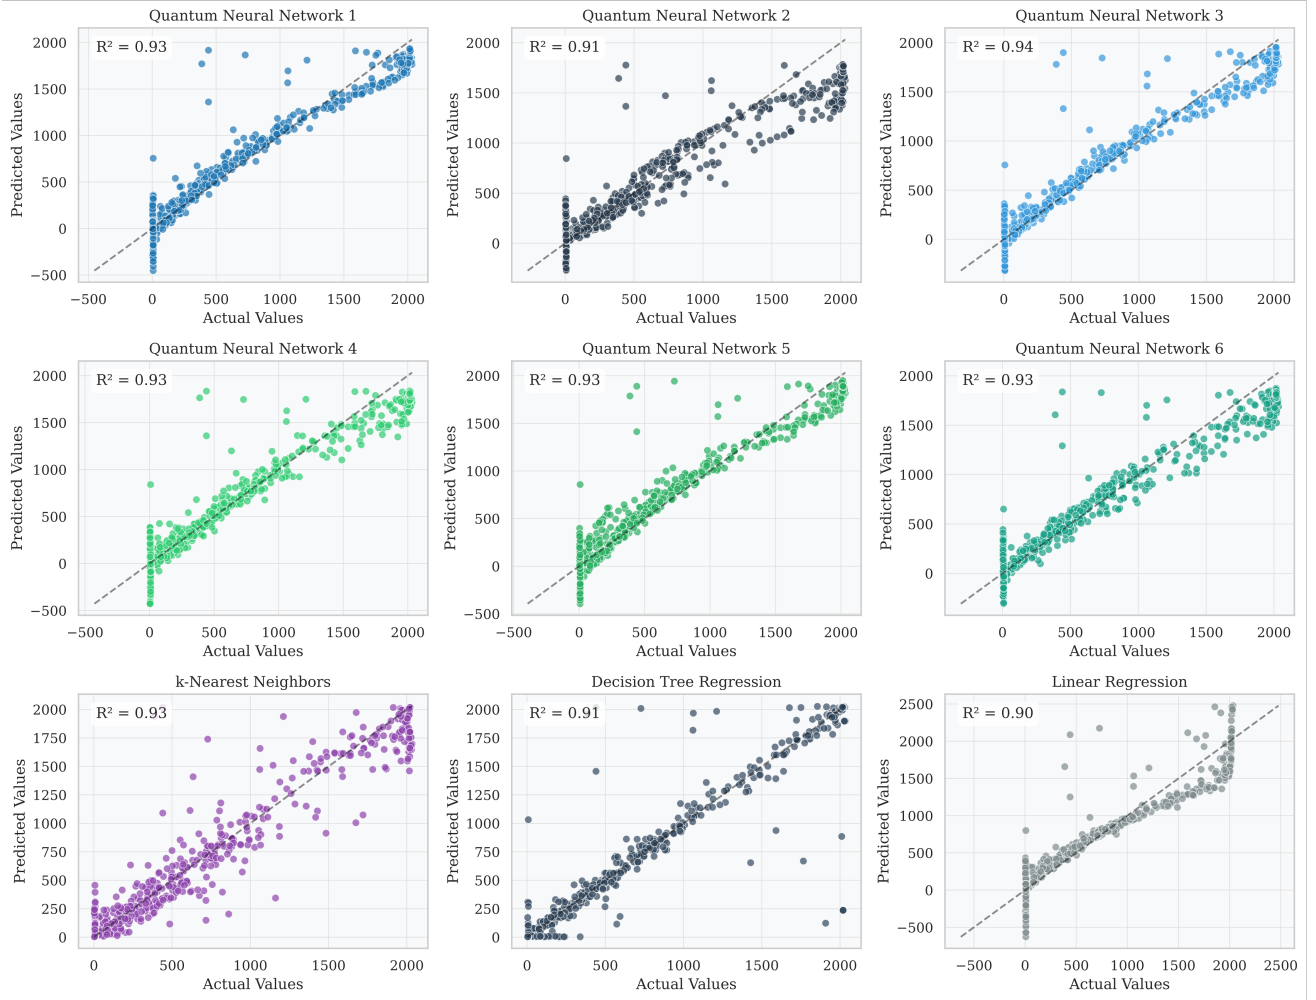 Quantum Neural Network 1
R² = 0.93
Predicted Values
2000
1500
1000
500
0
−500
−500 0 500 1000 1500 2000
Actual Values
Quantum Neural Network 2
R² = 0.91
Predicted Values
2000
1500
1000
500
0
0 500 1000 1500 2000
Actual Values
Quantum Neural Network 3
R² = 0.94
Predicted Values
2000
1500
1000
500
0
0 500 1000 1500 2000
Actual Values
Quantum Neural Network 4
R² = 0.93
Predicted Values
2000
1500
1000
500
0
−500
−500 0 500 1000 1500 2000
Actual Values
Quantum Neural Network 5
R² = 0.93
Predicted Values
2000
1500
1000
500
0
−500
−500 0 500 1000 1500 2000
Actual Values
Quantum Neural Network 6
R² = 0.93
Predicted Values
2000
1500
1000
500
0
0 500 1000 1500 2000
Actual Values
k-Nearest Neighbors
R² = 0.93
Predicted Values
2000
1750
1500
1250
1000
750
500
250
0
0 500 1000 1500 2000
Actual Values
Decision Tree Regression
R² = 0.91
Predicted Values
2000
1750
1500
1250
1000
750
500
250
0
0 500 1000 1500 2000
Actual Values
Linear Regression
R² = 0.90
Predicted Values
2500
2000
1500
1000
500
0
−500
−500 0 500 1000 1500 2000 2500
Actual Values